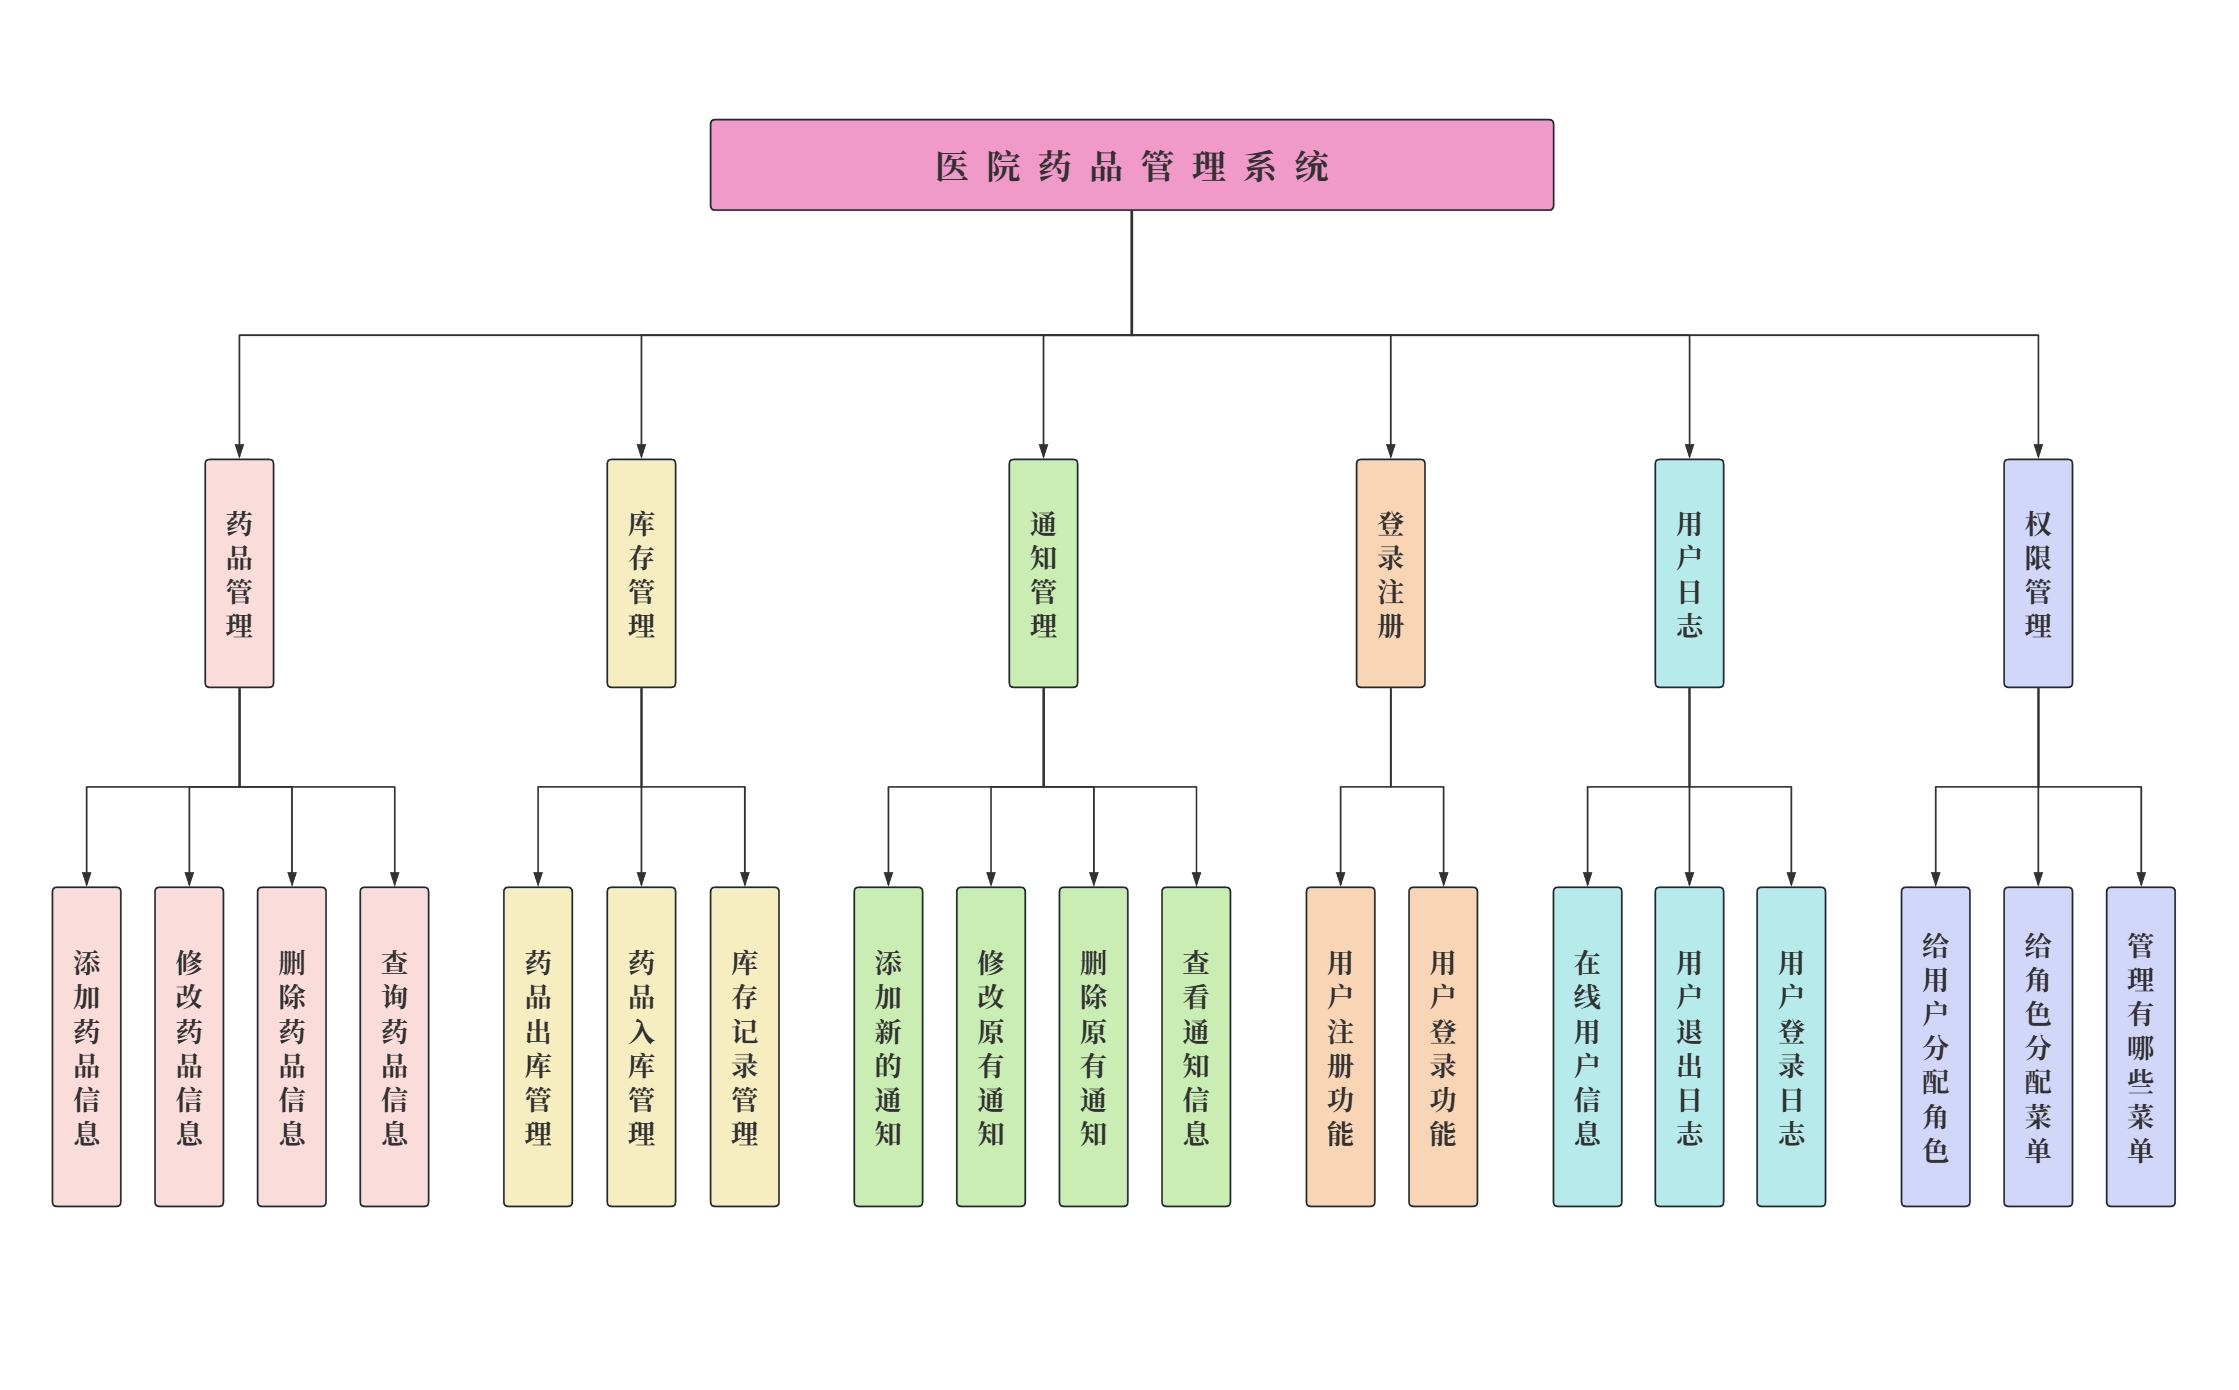 医院药品管理系统
药品管理
库存管理
通知管理
登录注册
用户日志
权限管理
添加药品信息
修改药品信息
删除药品信息
查询药品信息
药品出库管理
药品入库管理
库存记录管理
添加新的通知
修改原有通知
删除原有通知
查看通知信息
用户注册功能
用户登录功能
在线用户信息
用户退出日志
用户登录日志
给用户分配角色
给角色分配菜单
管理有哪些菜单